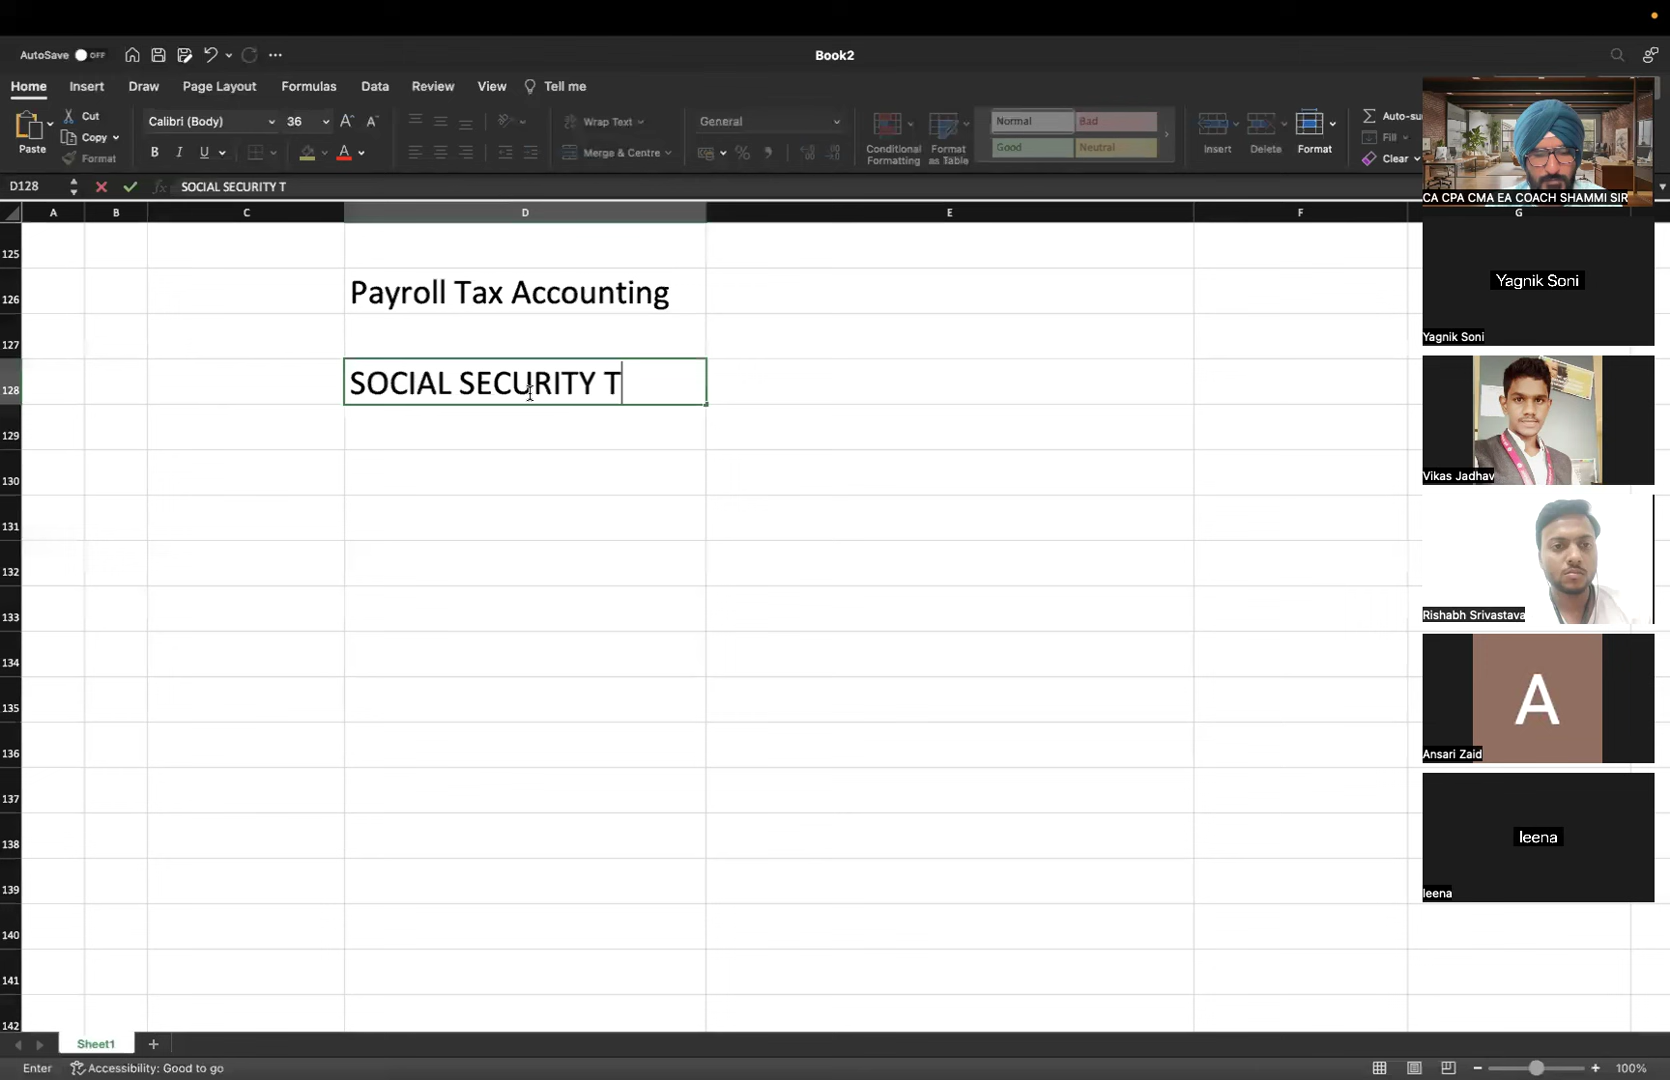 AutoSave OFF
Book2
Home Insert Draw Page Layout Formulas Data Review View Tell me
Paste
Cut
Copy
Format
Calibri (Body) 36
A A
B I U A
Wrap Text
Merge & Centre
General
Conditional Formatting
Format as Table
Normal Bad
Good Neutral
Insert
Delete
Format
Auto-su
Fill
Clear
D128 fx SOCIAL SECURITY T
A B C D E F G
125
126 Payroll Tax Accounting
127
128 SOCIAL SECURITY T
129
130
131
132
133
134
135
136
137
138
139
140
141
142
CA CPA CMA EA COACH SHAMMI SIR
Yagnik Soni
Yagnik Soni
Vikas Jadhav
Rishabh Srivastava
A
Ansari Zaid
leena
leena
Sheet1
Enter Accessibility: Good to go 100%